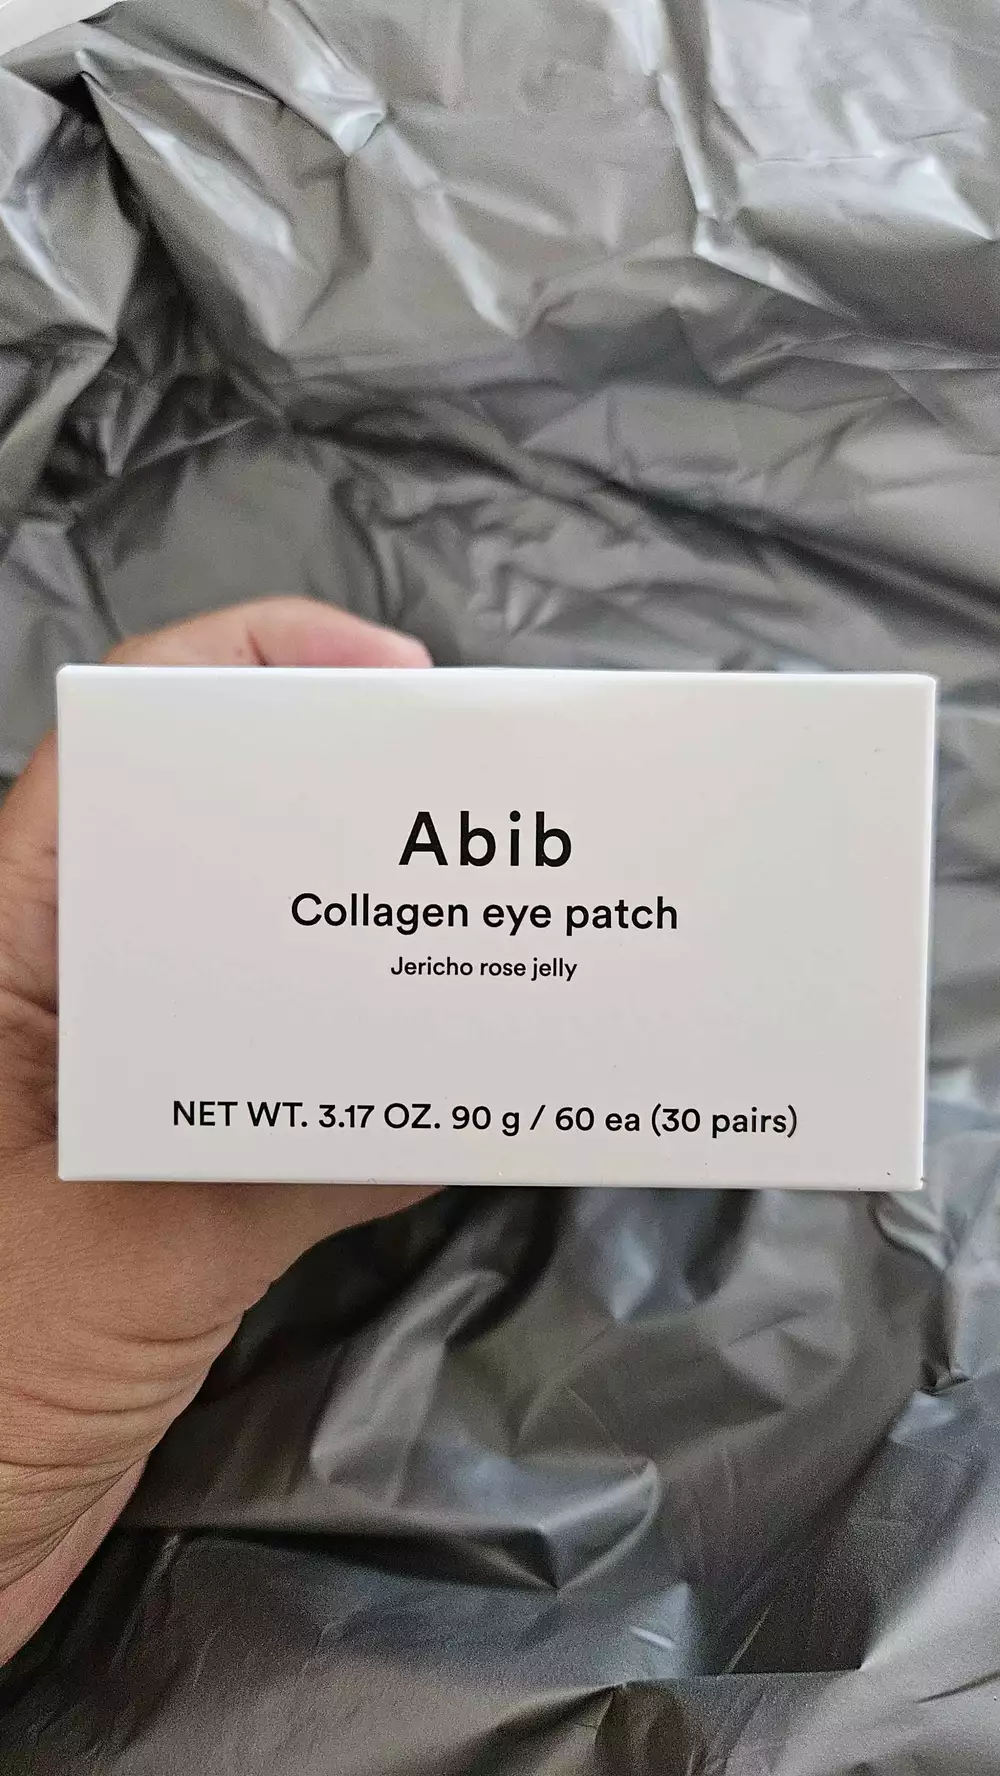 Abib
Collagen eye patch
Jericho rose jelly
NET WT. 3.17 OZ. 90 g / 60 ea (30 pairs)